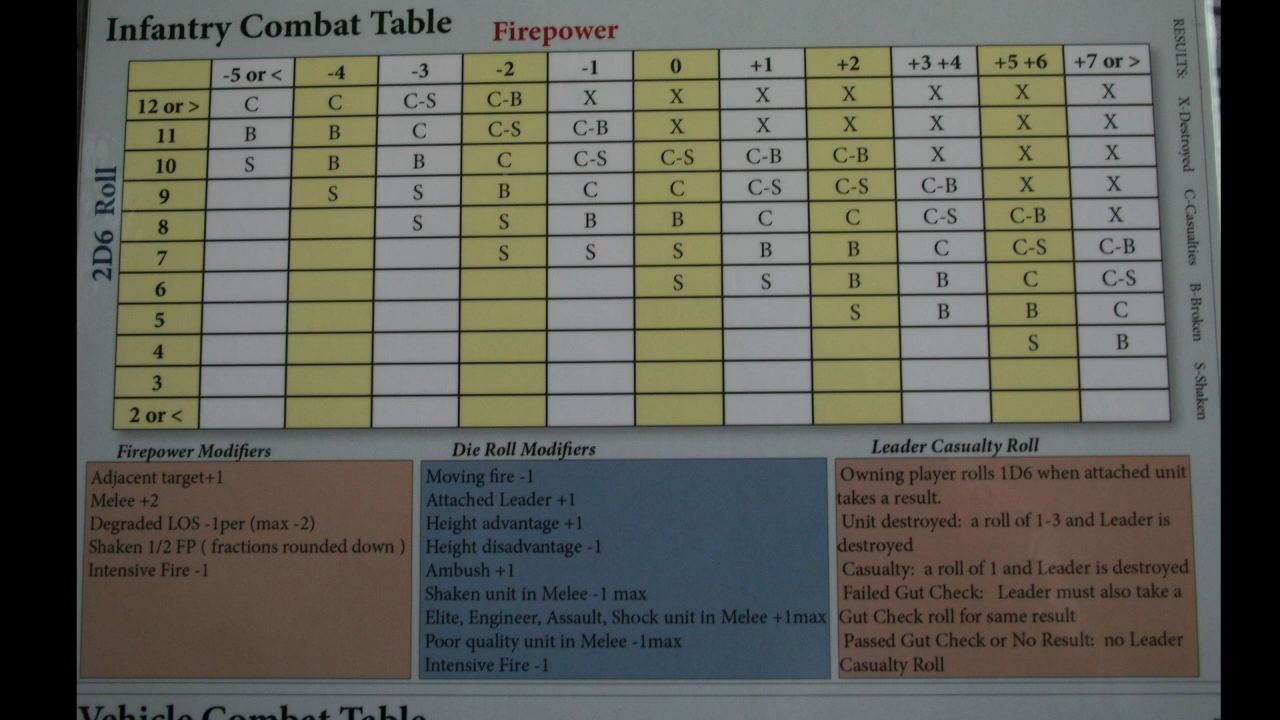 Infantry Combat Table Firepower
-5 or < -4 -3 -2 -1 0 +1 +2 +3 +4 +5 +6 +7 or >
12 or > C C C-S C-B X X X X X X X
11 B B C C-S C-B X X X X X X
10 S B B C C-S C-S C-B C-B X X X
9 S S B C C C-S C-S C-B X X
8 S S B B C C C-S C-B X
7 S S S B B C C-S C-B
6 S S B B C C-S
5 S B B C
4 S B
3
2 or <
2D6 Roll
RESULTS: X-Destroyed C-Casualties B-Broken S-Shaken
Firepower Modifiers
Adjacent target+1
Melee +2
Degraded LOS -1per (max -2)
Shaken 1/2 FP ( fractions rounded down )
Intensive Fire -1
Die Roll Modifiers
Moving fire -1
Attached Leader +1
Height advantage +1
Height disadvantage -1
Ambush +1
Shaken unit in Melee -1 max
Elite, Engineer, Assault, Shock unit in Melee +1max
Poor quality unit in Melee -1max
Intensive Fire -1
Leader Casualty Roll
Owning player rolls 1D6 when attached unit
takes a result.
Unit destroyed: a roll of 1-3 and Leader is
destroyed
Casualty: a roll of 1 and Leader is destroyed
Failed Gut Check: Leader must also take a
Gut Check roll for same result
Passed Gut Check or No Result: no Leader
Casualty Roll
Vehicle Combat Table